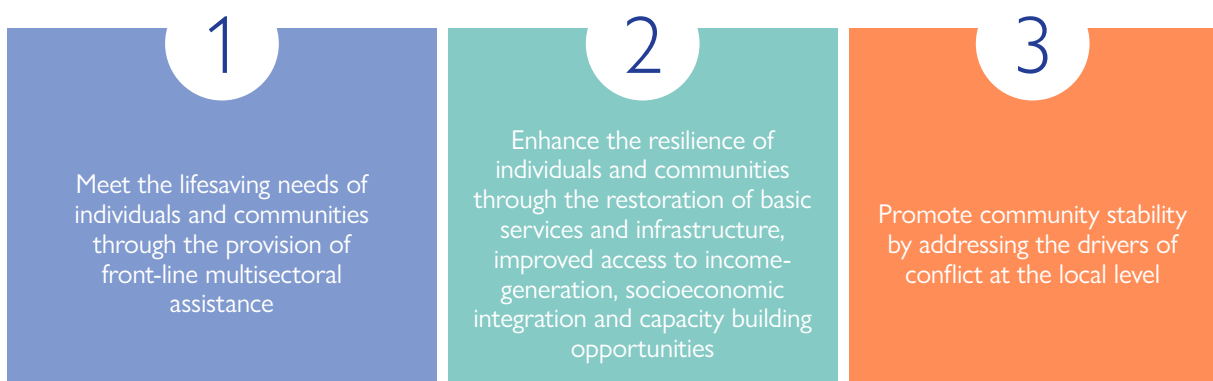 1
Meet the lifesaving needs of
individuals and communities
through the provision of
front-line multisectoral
assistance
2
Enhance the resilience of
individuals and communities
through the restoration of basic
services and infrastructure,
improved access to income-
generation, socioeconomic
integration and capacity building
opportunities
3
Promote community stability
by addressing the drivers of
conflict at the local level